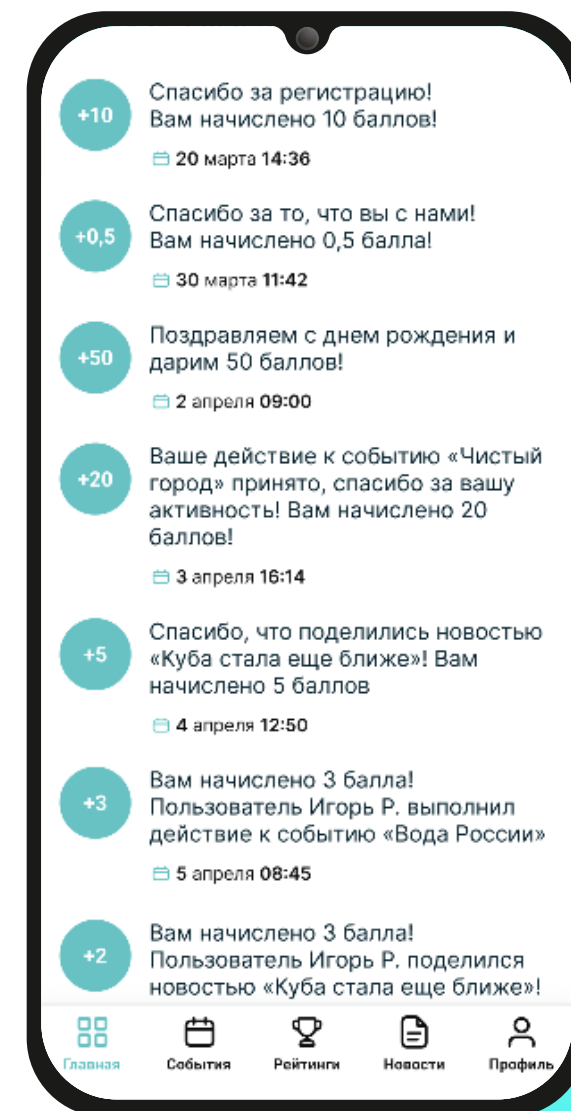 +10
Спасибо за регистрацию!
Вам начислено 10 баллов!
20 марта 14:36
+0,5
Спасибо за то, что вы с нами!
Вам начислено 0,5 балла!
30 марта 11:42
+50
Поздравляем с днем рождения и
дарим 50 баллов!
2 апреля 09:00
+20
Ваше действие к событию «Чистый
город» принято, спасибо за вашу
активность! Вам начислено 20
баллов!
3 апреля 16:14
+5
Спасибо, что поделились новостью
«Куба стала еще ближе»! Вам
начислено 5 баллов
4 апреля 12:50
+3
Вам начислено 3 балла!
Пользователь Игорь Р. выполнил
действие к событию «Вода России»
5 апреля 08:45
+2
Вам начислено 3 балла!
Пользователь Игорь Р. поделился
новостью «Куба стала еще ближе»!
Главная События Рейтинги Новости Профиль